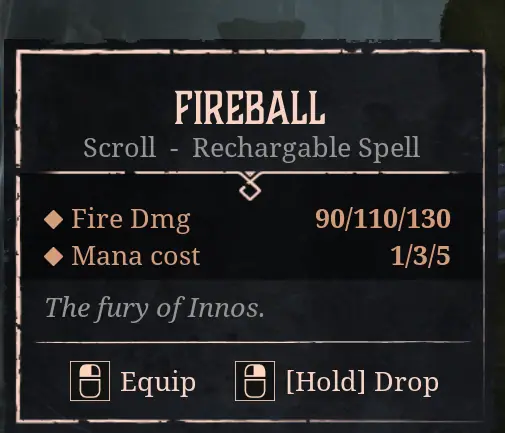 FIREBALL
Scroll - Rechargable Spell
Fire Dmg 90/110/130
Mana cost 1/3/5
The fury of Innos.
Equip [Hold] Drop